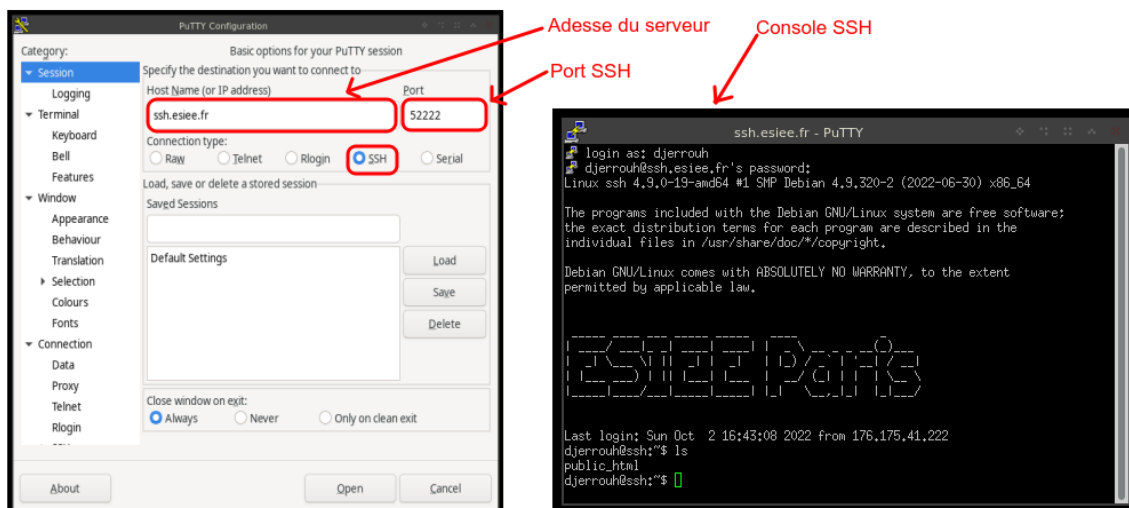 Adesse du serveur
Console SSH
Port SSH
PuTTY Configuration
Category:
Basic options for your PuTTY session
Session
Logging
Terminal
Keyboard
Bell
Features
Window
Appearance
Behaviour
Translation
Selection
Colours
Fonts
Connection
Data
Proxy
Telnet
Rlogin
Specify the destination you want to connect to
Host Name (or IP address)
Port
ssh.esiee.fr
52222
Connection type:
Raw
Telnet
Rlogin
SSH
Serial
Load, save or delete a stored session
Saved Sessions
Default Settings
Load
Save
Delete
Close window on exit:
Always
Never
Only on clean exit
About
Open
Cancel
ssh.esiee.fr - PuTTY
login as: djerrouh
djerrouh@ssh.esiee.fr's password:
Linux ssh 4.9.0-19-amd64 #1 SMP Debian 4.9.320-2 (2022-06-30) x86_64
The programs included with the Debian GNU/Linux system are free software;
the exact distribution terms for each program are described in the
individual files in /usr/share/doc/*/copyright.
Debian GNU/Linux comes with ABSOLUTELY NO WARRANTY, to the extent
permitted by applicable law.
ESIEE Paris
Last login: Sun Oct  2 16:43:08 2022 from 176.175.41.222
djerrouh@ssh:~$ ls
public_html
djerrouh@ssh:~$